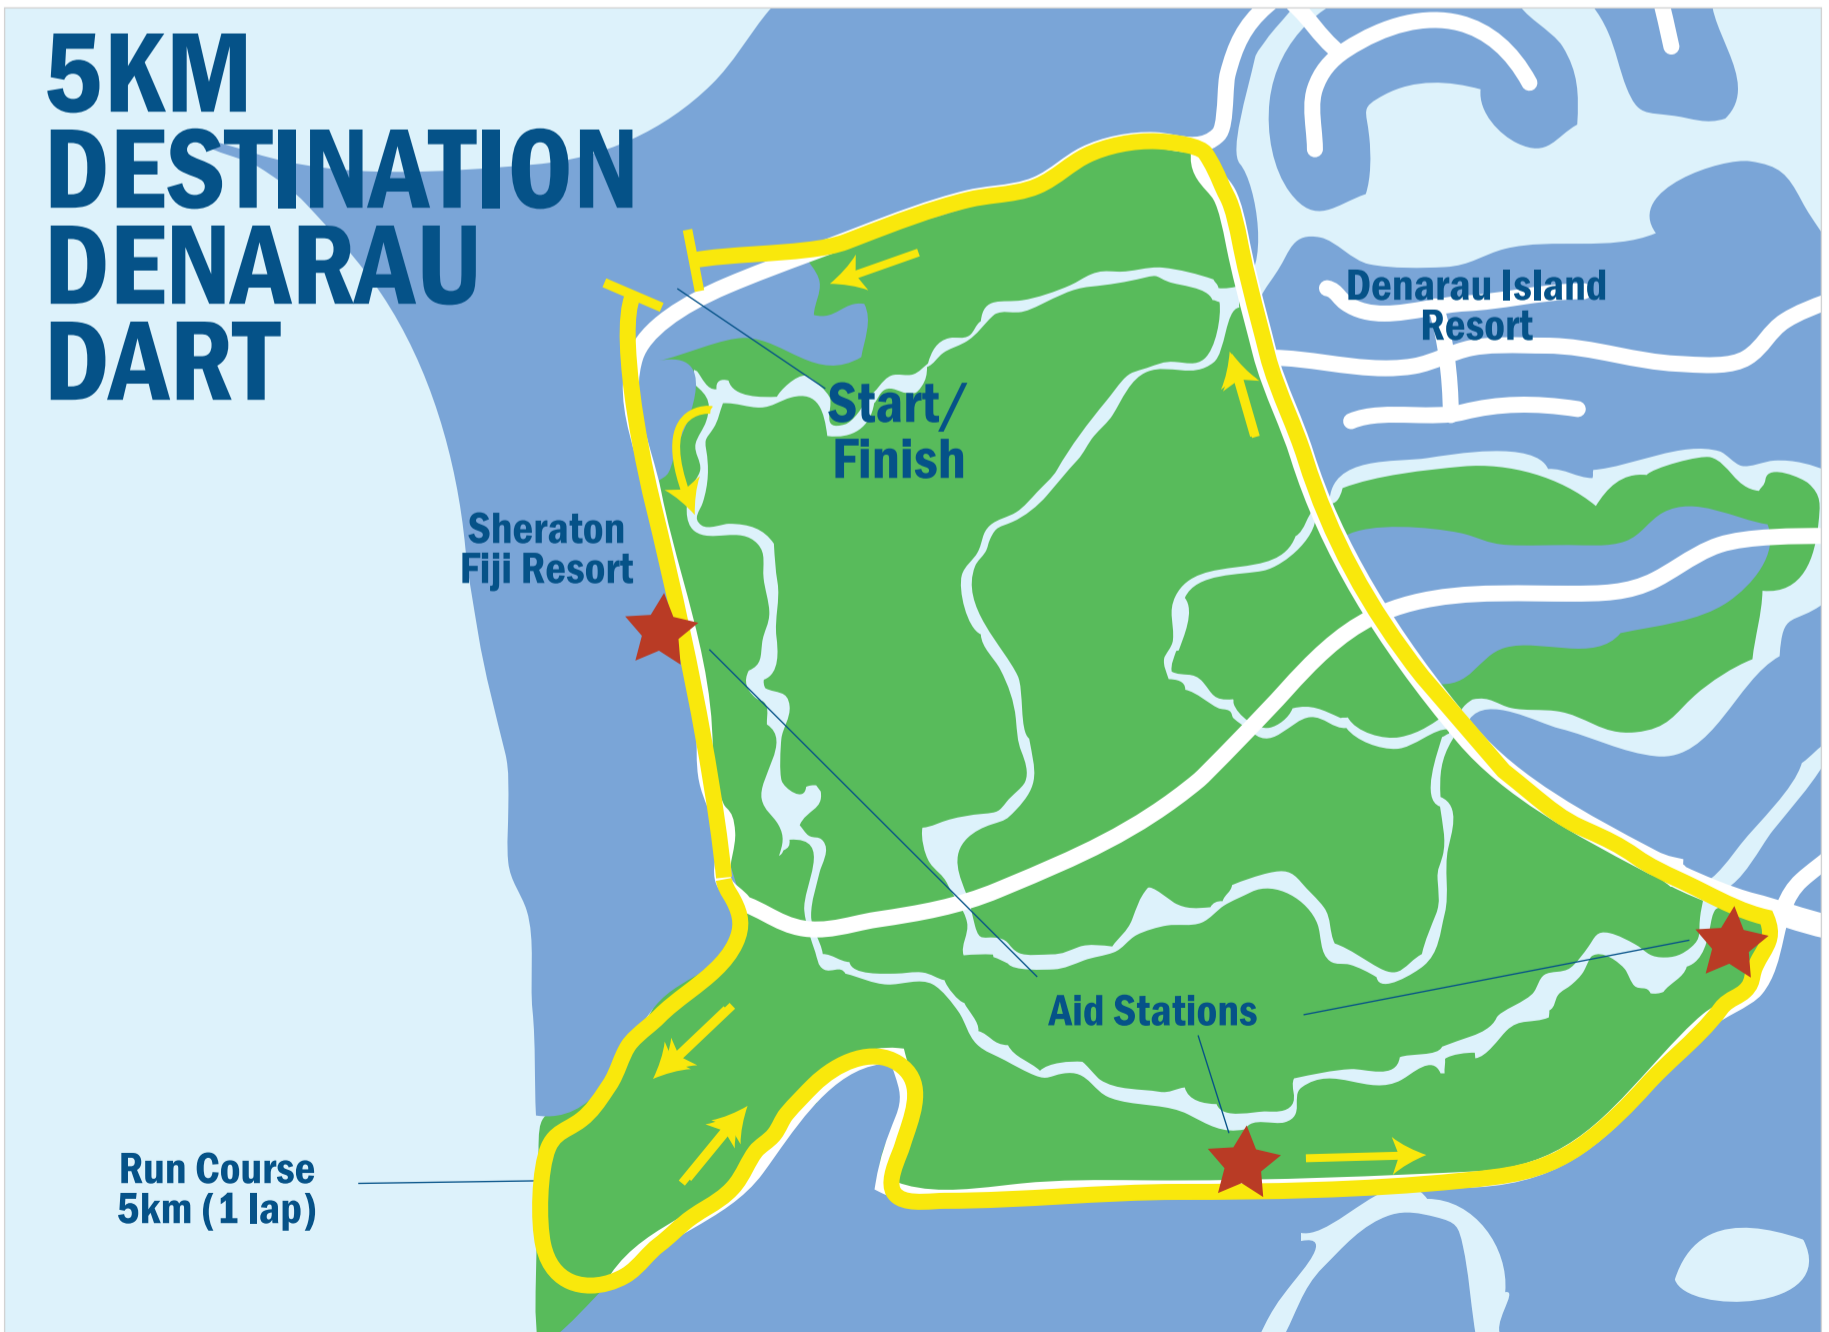 5KM
DESTINATION
DENARAU
DART
Denarau Island
Resort
Start/
Finish
Sheraton
Fiji Resort
Aid Stations
Run Course
5km (1 lap)